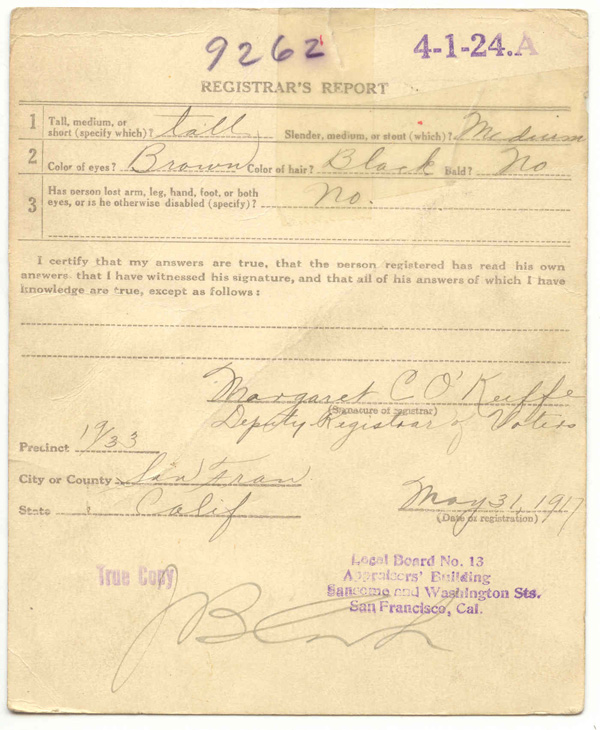 9262
4-1-24.A
REGISTRAR'S REPORT
1 Tall, medium, or short (specify which)? tall Slender, medium, or stout (which)? Medium
2 Color of eyes? Brown Color of hair? Black Bald? No
3 Has person lost arm, leg, hand, foot, or both
eyes, or is he otherwise disabled (specify)? No.
I certify that my answers are true, that the person registered has read his own
answers, that I have witnessed his signature, and that all of his answers of which I have
knowledge are true, except as follows:
Margaret C O'Keiffe
(Signature of registrar)
Deputy Registrar of Voters
Precinct 19/33
City or County San Fran
State Calif
May 31, 1917
(Date of registration)
True Copy
Local Board No. 13
Appraisers' Building
Sansome and Washington Sts.
San Francisco, Cal.